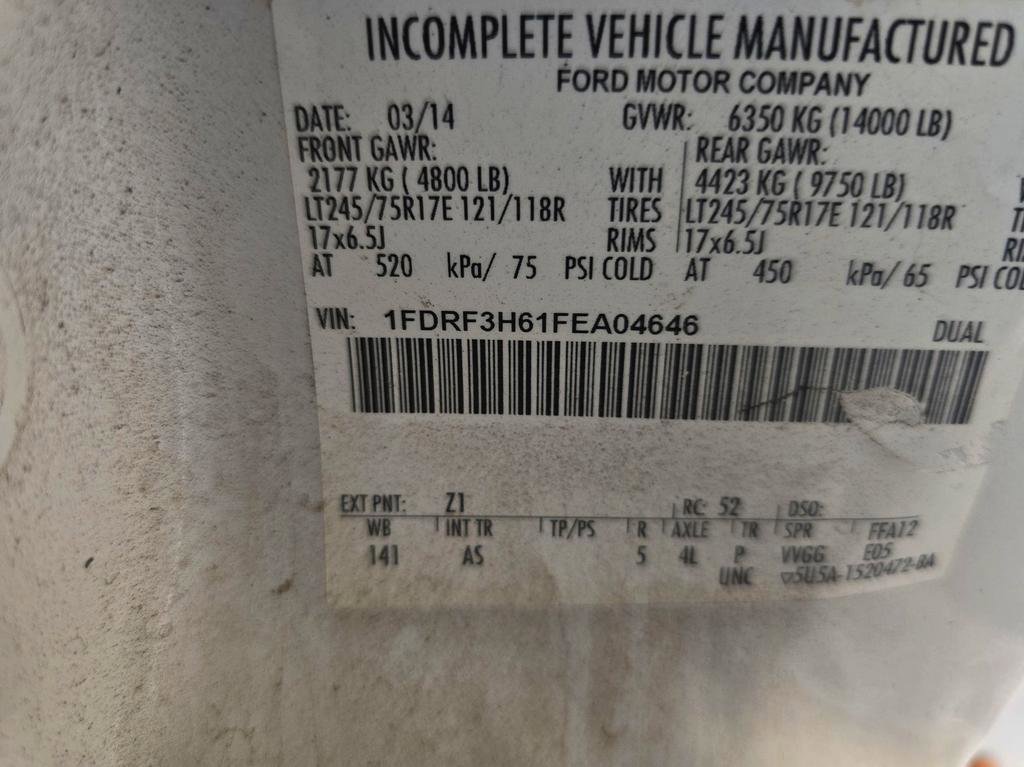 INCOMPLETE VEHICLE MANUFACTURED
FORD MOTOR COMPANY
DATE: 03/14 GVWR: 6350 KG (14000 LB)
FRONT GAWR: REAR GAWR:
2177 KG ( 4800 LB) WITH 4423 KG ( 9750 LB)
LT245/75R17E 121/118R TIRES LT245/75R17E 121/118R
17x6.5J RIMS 17x6.5J
AT 520 kPa/ 75 PSI COLD AT 450 kPa/ 65 PSI
VIN: 1FDRF3H61FEA04646 DUAL
EXT PNT: Z1 RC: 52 DSO:
WB INT TR TP/PS R AXLE TR SPR FFA12
141 AS 5 4L P VVGG E05
UNC ▽5U5A-1520472-BA